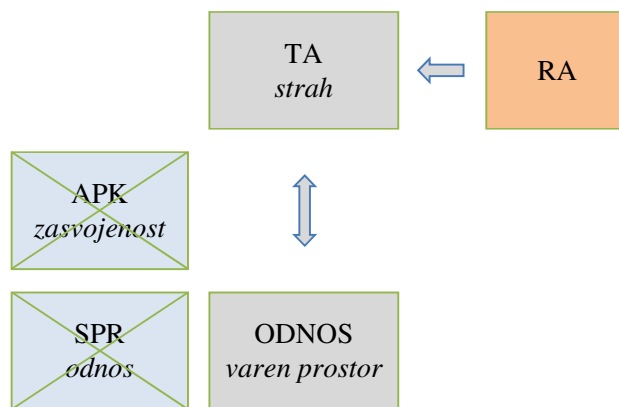 TA
strah
RA
APK
zasvojenost
SPR
odnos
ODNOS
varen prostor